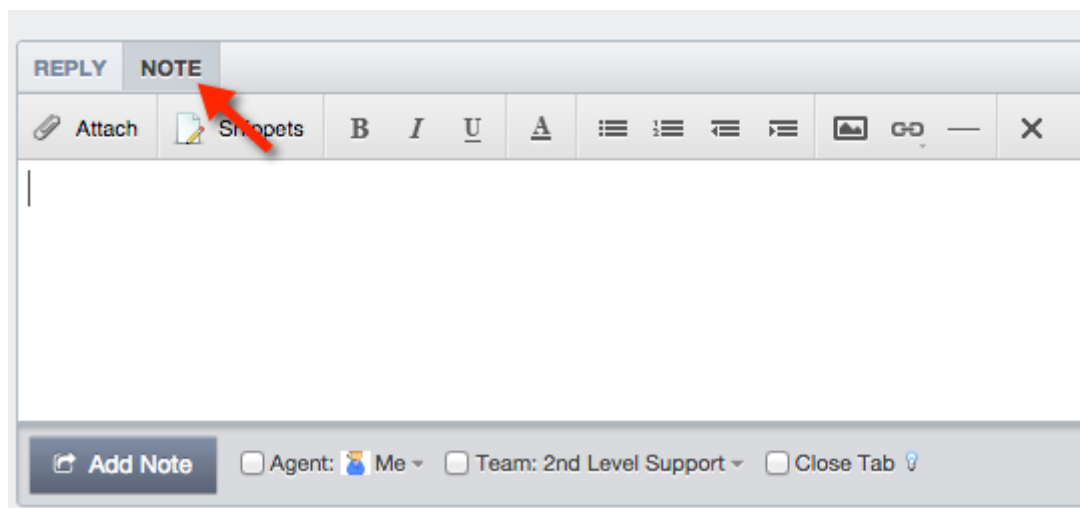 REPLY NOTE
Attach Snippets B I U A
Add Note Agent: Me Team: 2nd Level Support Close Tab